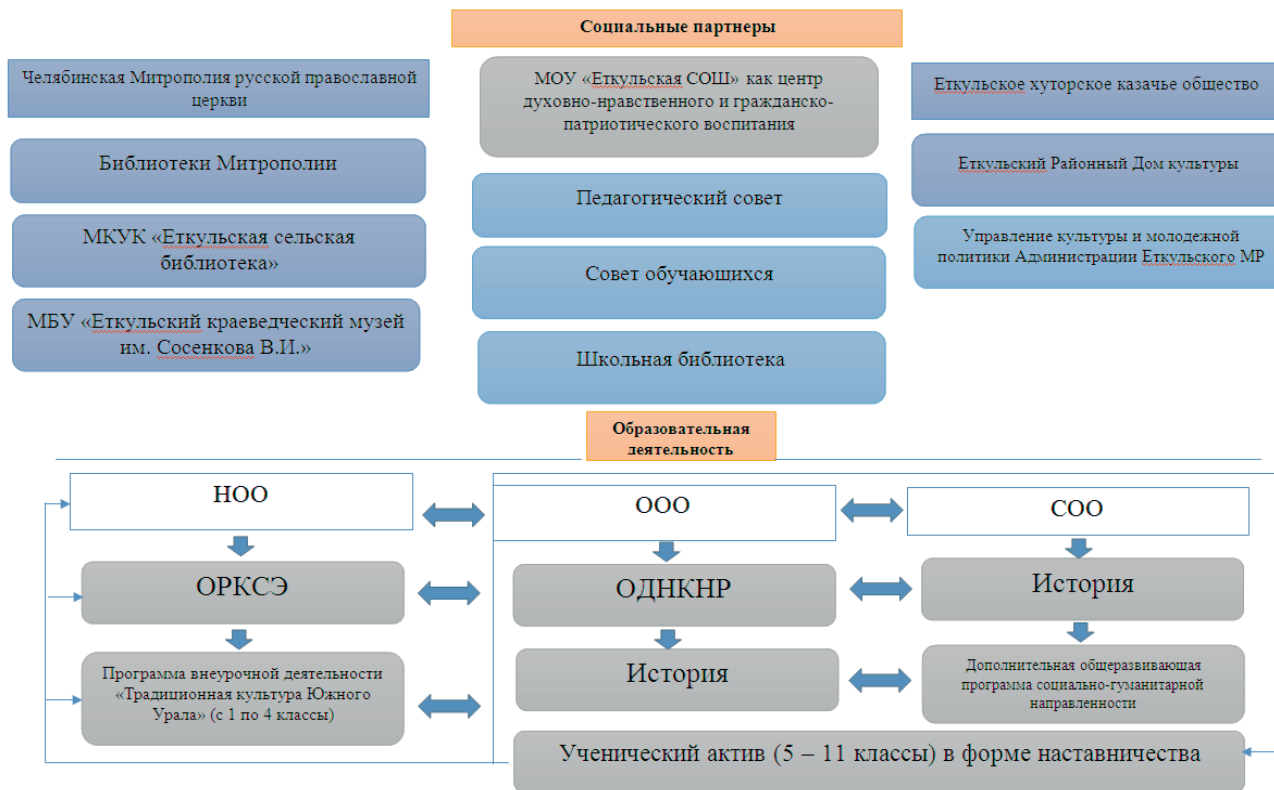 Социальные партнеры
Челябинская Митрополия русской православной
церкви
Библиотеки Митрополии
МКУК «Еткульская сельская
библиотека»
МБУ «Еткульский краеведческий музей
им. Сосенкова В.И.»
МОУ «Еткульская СОШ» как центр
духовно-нравственного и гражданско-
патриотического воспитания
Педагогический совет
Совет обучающихся
Школьная библиотека
Еткульское хуторское казачье общество
Еткульский Районный Дом культуры
Управление культуры и молодежной
политики Администрации Еткульского МР
Образовательная
деятельность
НОО
ООО
СОО
ОРКСЭ
ОДНКНР
История
Программа внеурочной деятельности
«Традиционная культура Южного
Урала» (с 1 по 4 классы)
История
Дополнительная общеразвивающая
программа социально-гуманитарной
направленности
Ученический актив (5 – 11 классы) в форме наставничества